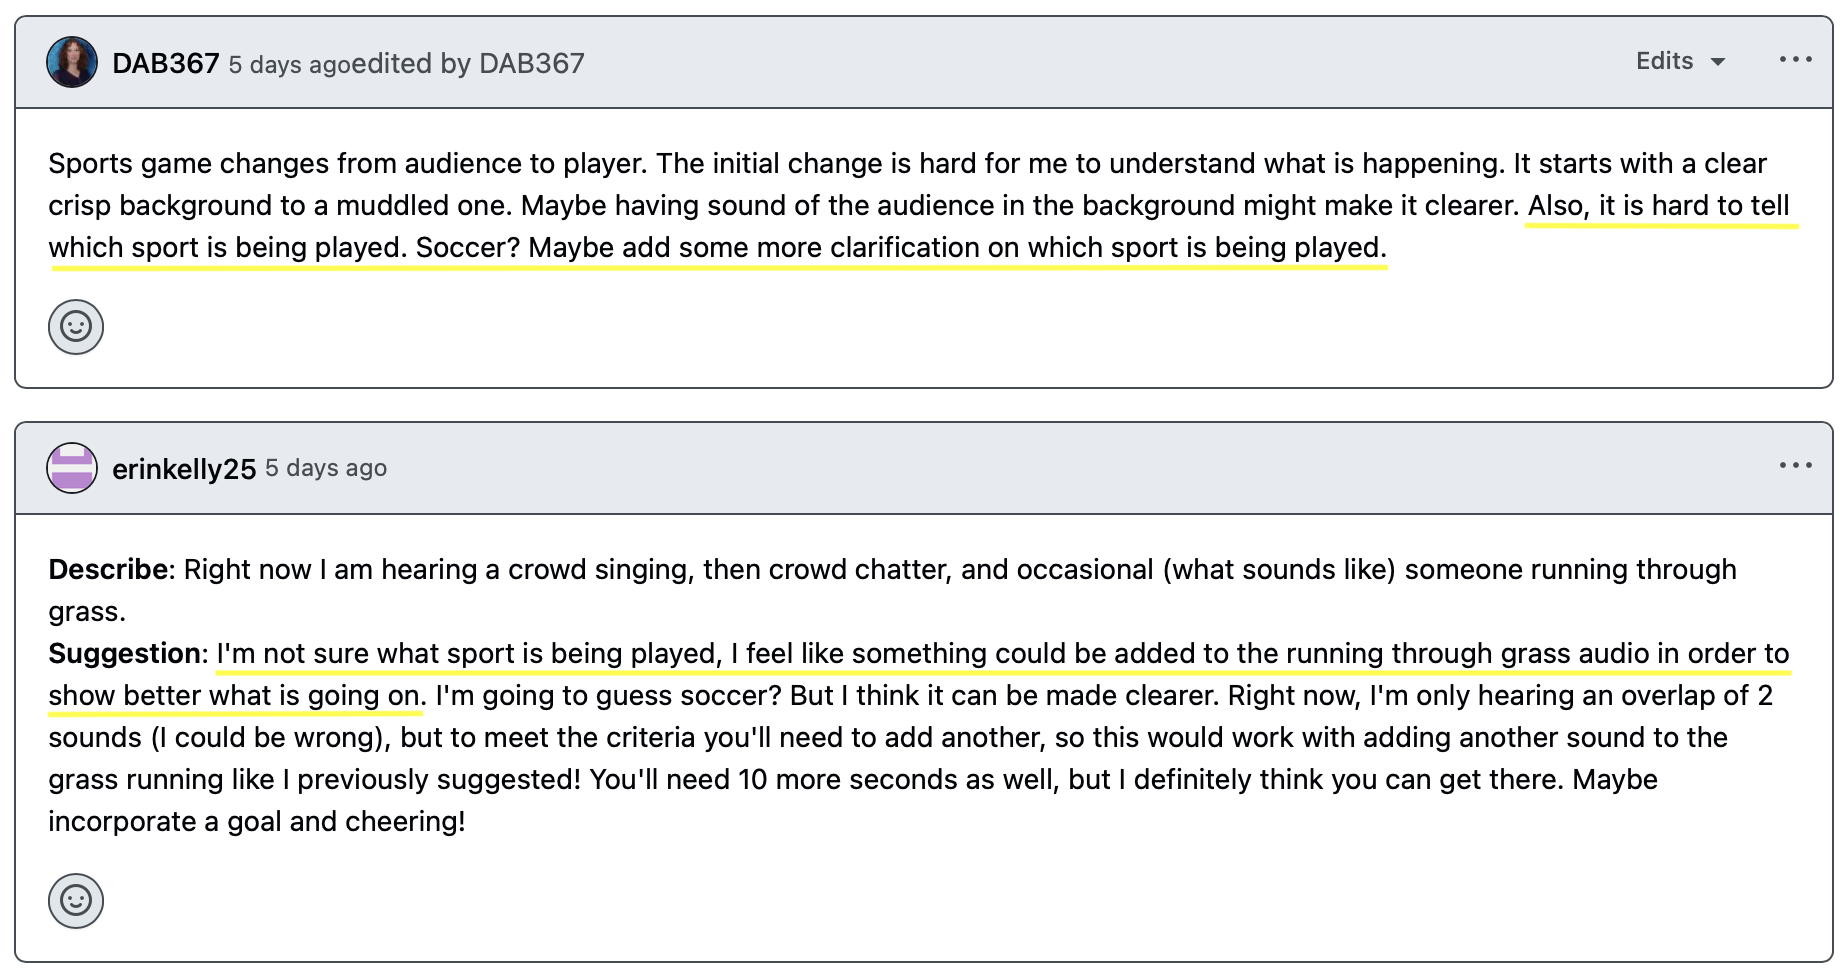 DAB367 5 days agoedited by DAB367 Edits
Sports game changes from audience to player. The initial change is hard for me to understand what is happening. It starts with a clear
crisp background to a muddled one. Maybe having sound of the audience in the background might make it clearer. Also, it is hard to tell
which sport is being played. Soccer? Maybe add some more clarification on which sport is being played.
erinkelly25 5 days ago
Describe: Right now I am hearing a crowd singing, then crowd chatter, and occasional (what sounds like) someone running through
grass.
Suggestion: I'm not sure what sport is being played, I feel like something could be added to the running through grass audio in order to
show better what is going on. I'm going to guess soccer? But I think it can be made clearer. Right now, I'm only hearing an overlap of 2
sounds (I could be wrong), but to meet the criteria you'll need to add another, so this would work with adding another sound to the
grass running like I previously suggested! You'll need 10 more seconds as well, but I definitely think you can get there. Maybe
incorporate a goal and cheering!